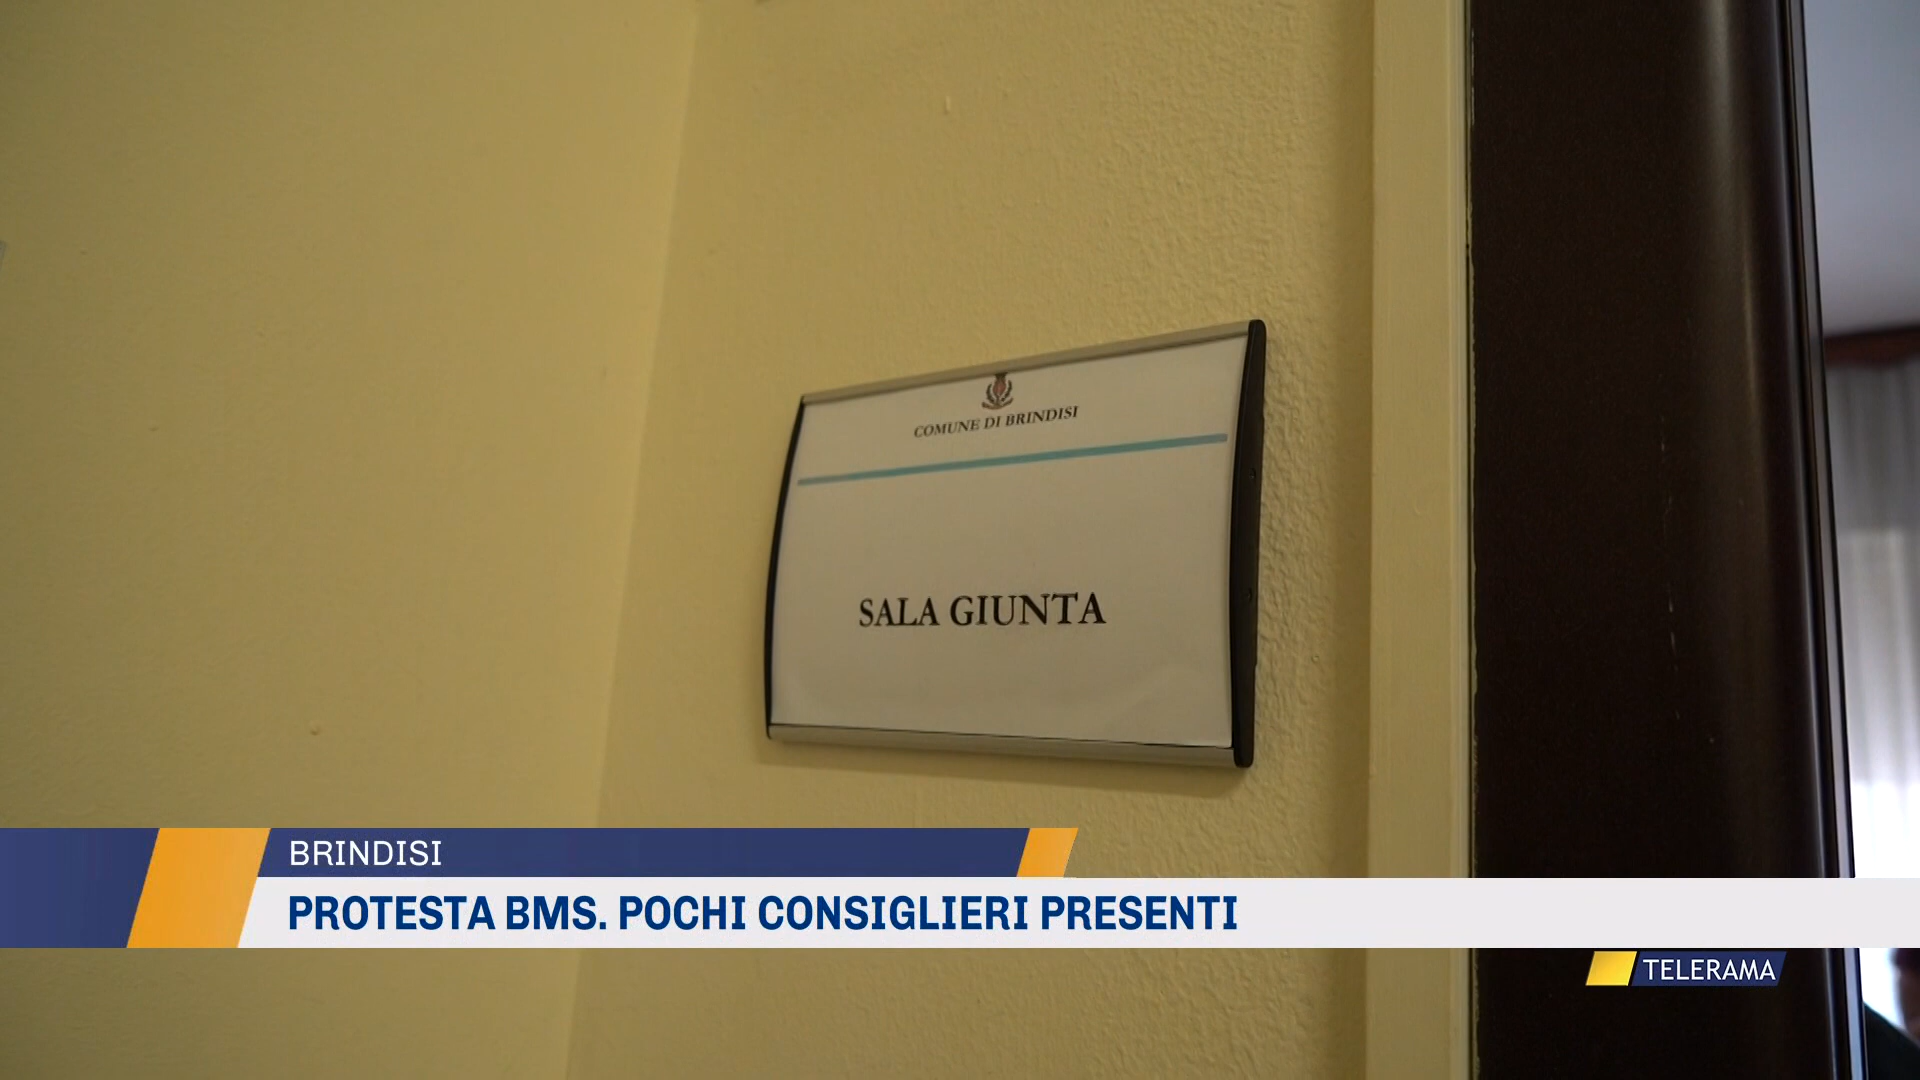 COMUNE DI BRINDISI
SALA GIUNTA
BRINDISI
PROTESTA BMS. POCHI CONSIGLIERI PRESENTI
TELERAMA